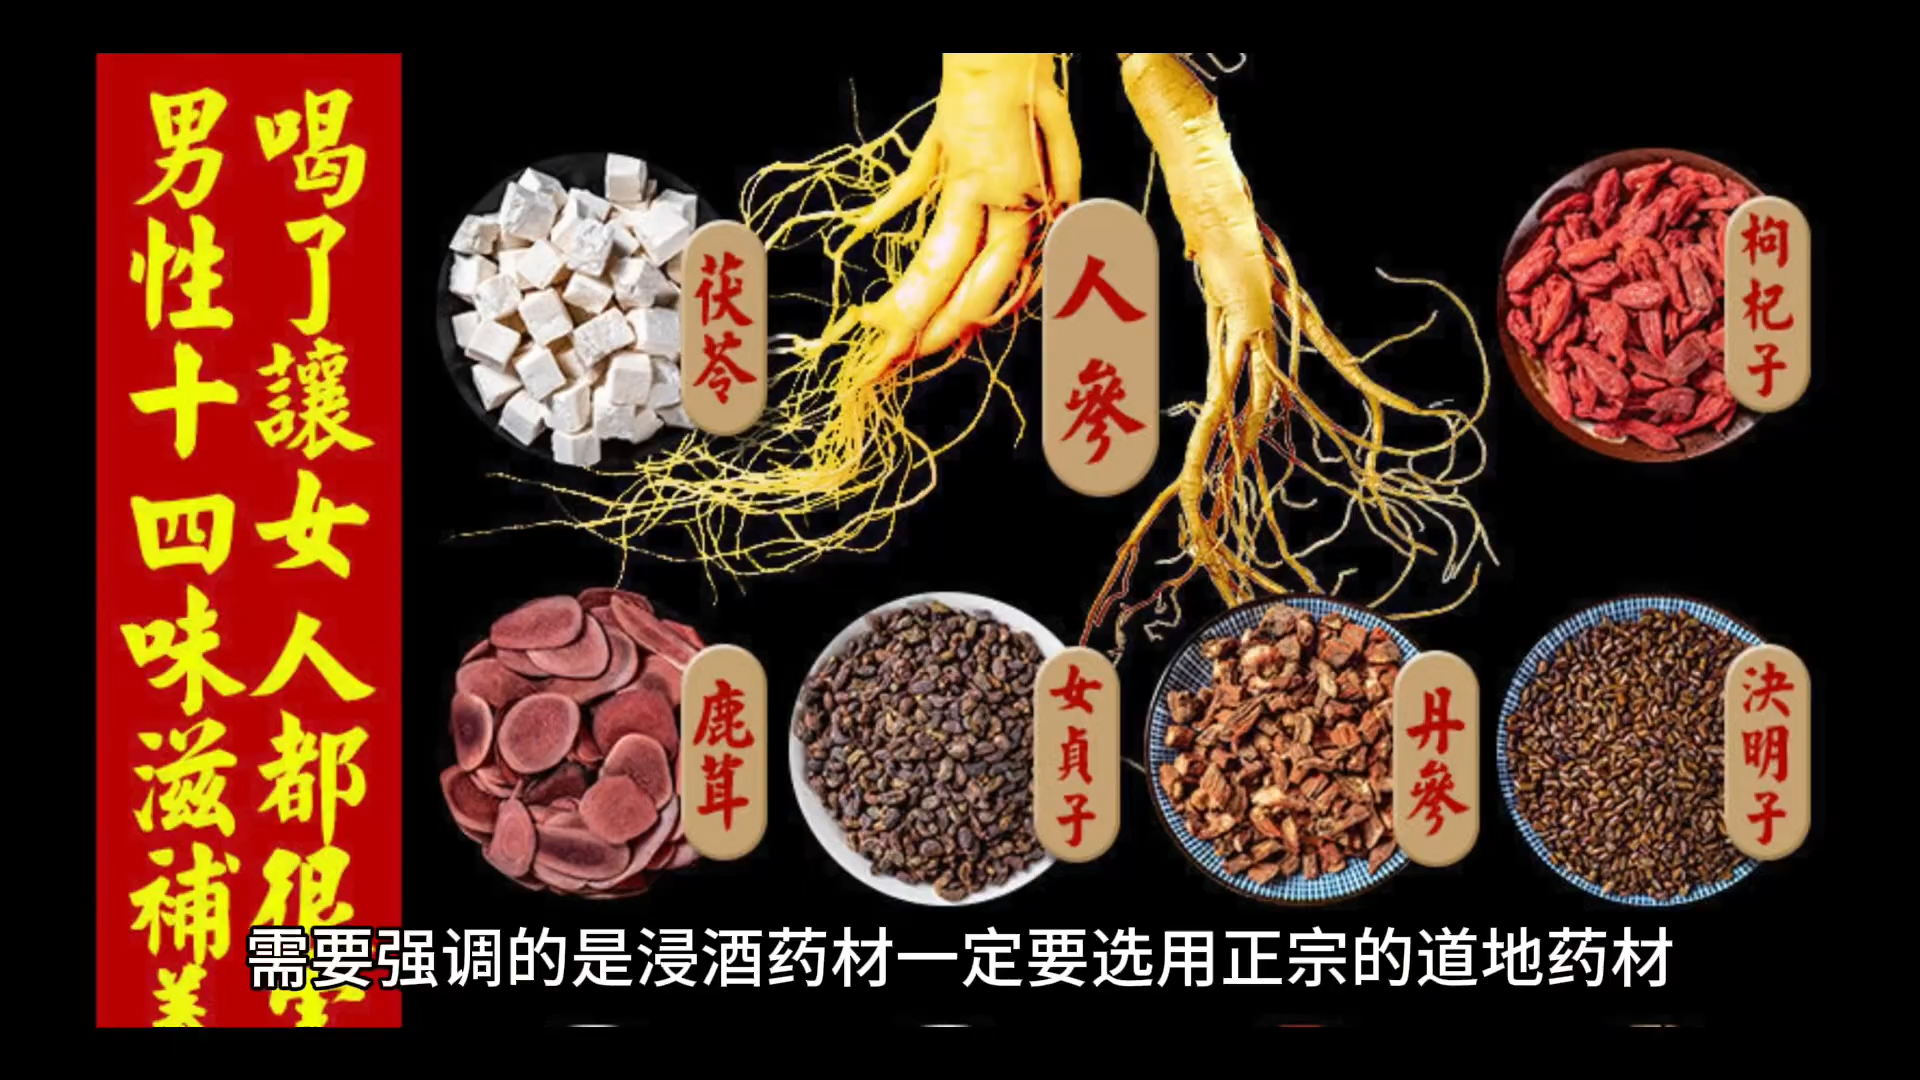 喝了讓女人都很
男性十四味滋補養
茯苓
人參
枸杞子
鹿茸
女貞子
丹參
決明子
需要强调的是浸酒药材一定要选用正宗的道地药材